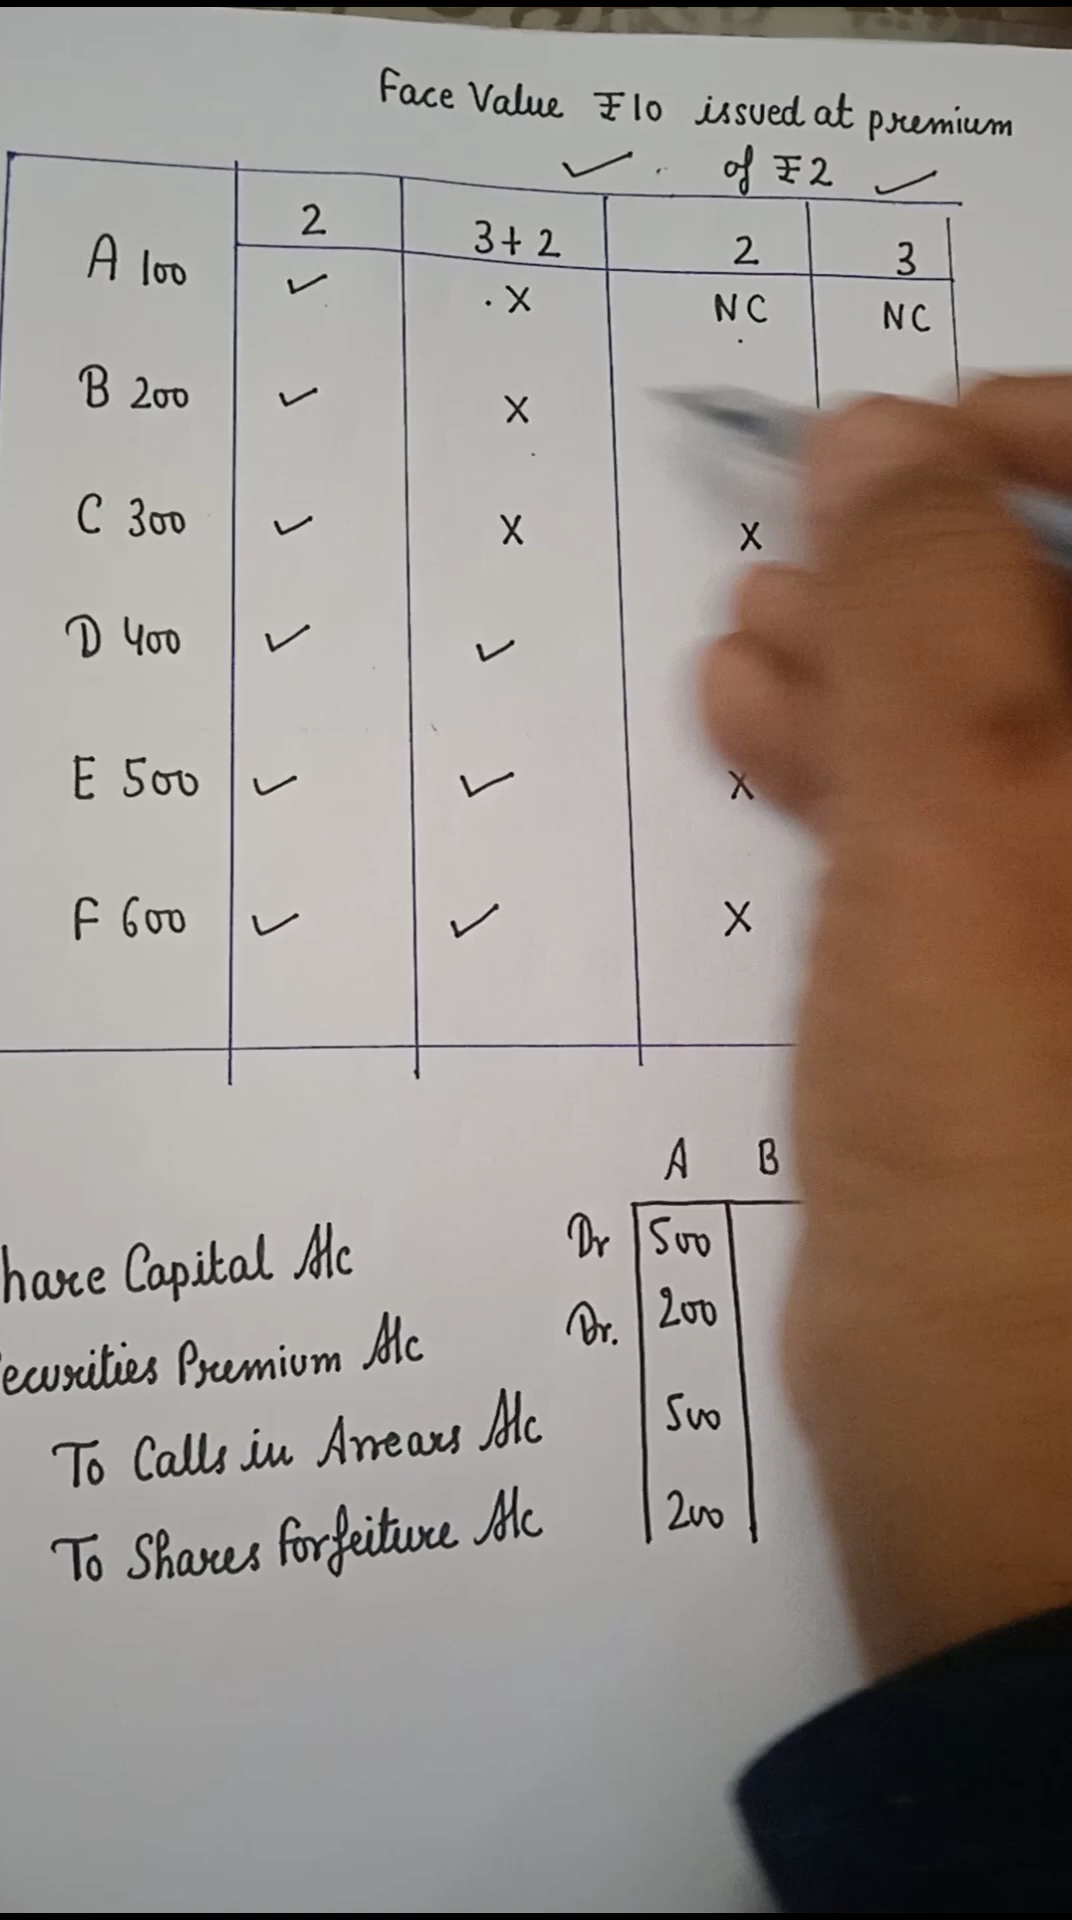 Face Value ₹10 issued at premium
of ₹2
2 3+2 2 3
A 100 ✓ X NC NC
B 200 ✓ X
C 300 ✓ X X
D 400 ✓ ✓
E 500 ✓ ✓ X
F 600 ✓ ✓ X
A B
hare Capital A/c Dr 500
ecurities Premium A/c Dr. 200
To Calls in Arrears A/c 500
To Shares Forfeiture A/c 200